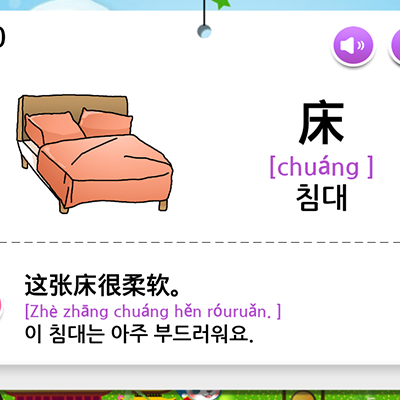 床
[chuáng ]
침대
这张床很柔软。
[Zhè zhāng chuáng hěn róuruǎn. ]
이 침대는 아주 부드러워요.